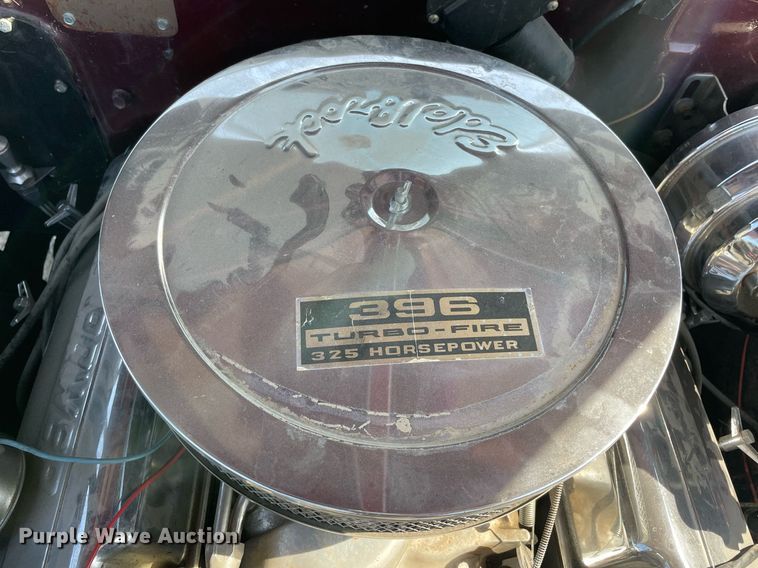 Edelbrock
396
TURBO-FIRE
325 HORSEPOWER
Purple Wave Auction